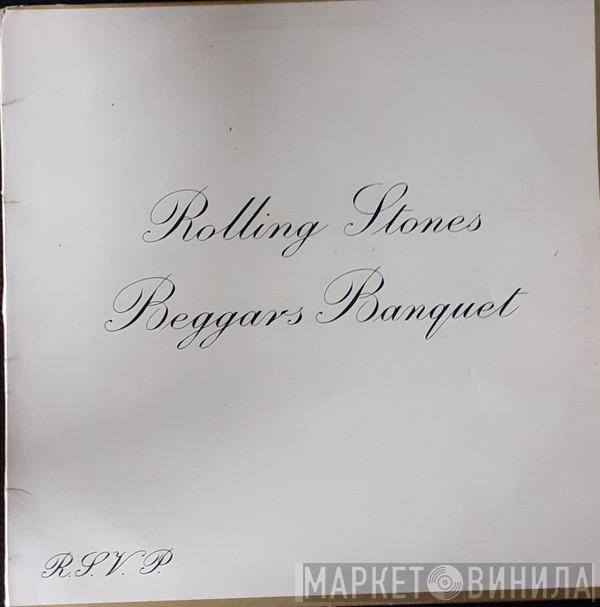 Rolling Stones
Beggars Banquet
R.S.V.P.
МАРКЕТ ВИНИЛА